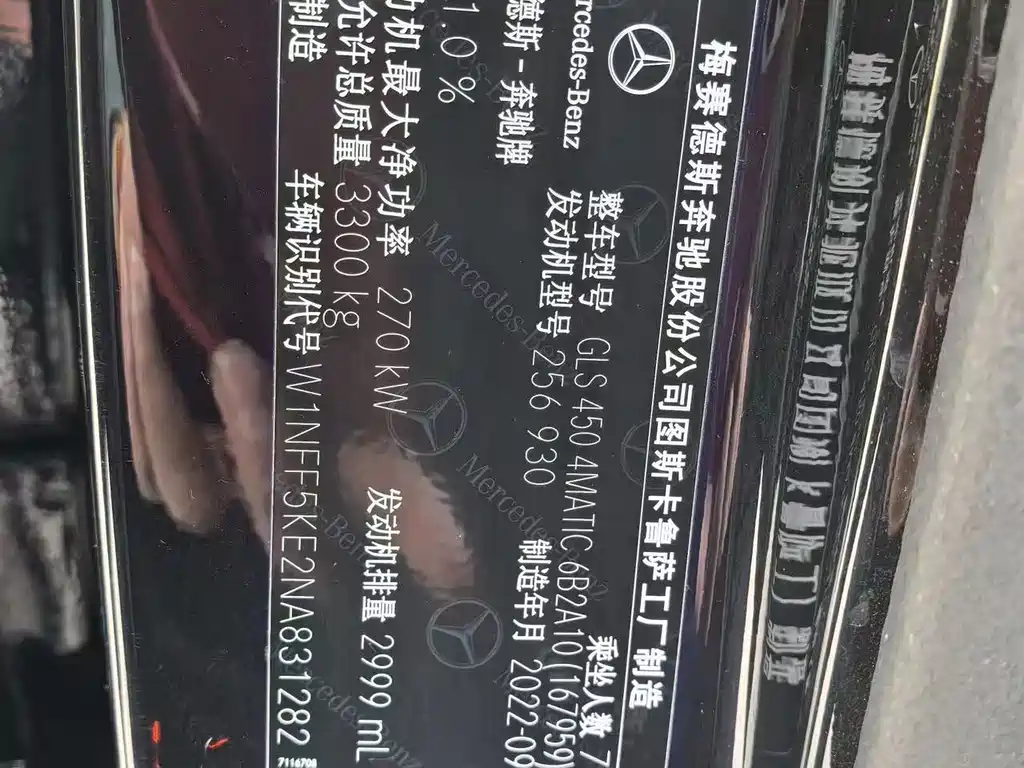 梅赛德斯奔驰股份公司图斯卡鲁萨工厂制造
rcedes-Benz 整车型号 GLS 450 4MATIC 6B2A10(167959) 乘坐人数 7
德斯-奔驰牌 发动机型号 256 930 制造年月 2022-09
10 %
动机最大净功率 270 kW 发动机排量 2999 mL
允许总质量 3300 kg
制造 车辆识别代号 W1NFF5KE2NA831282
7116708